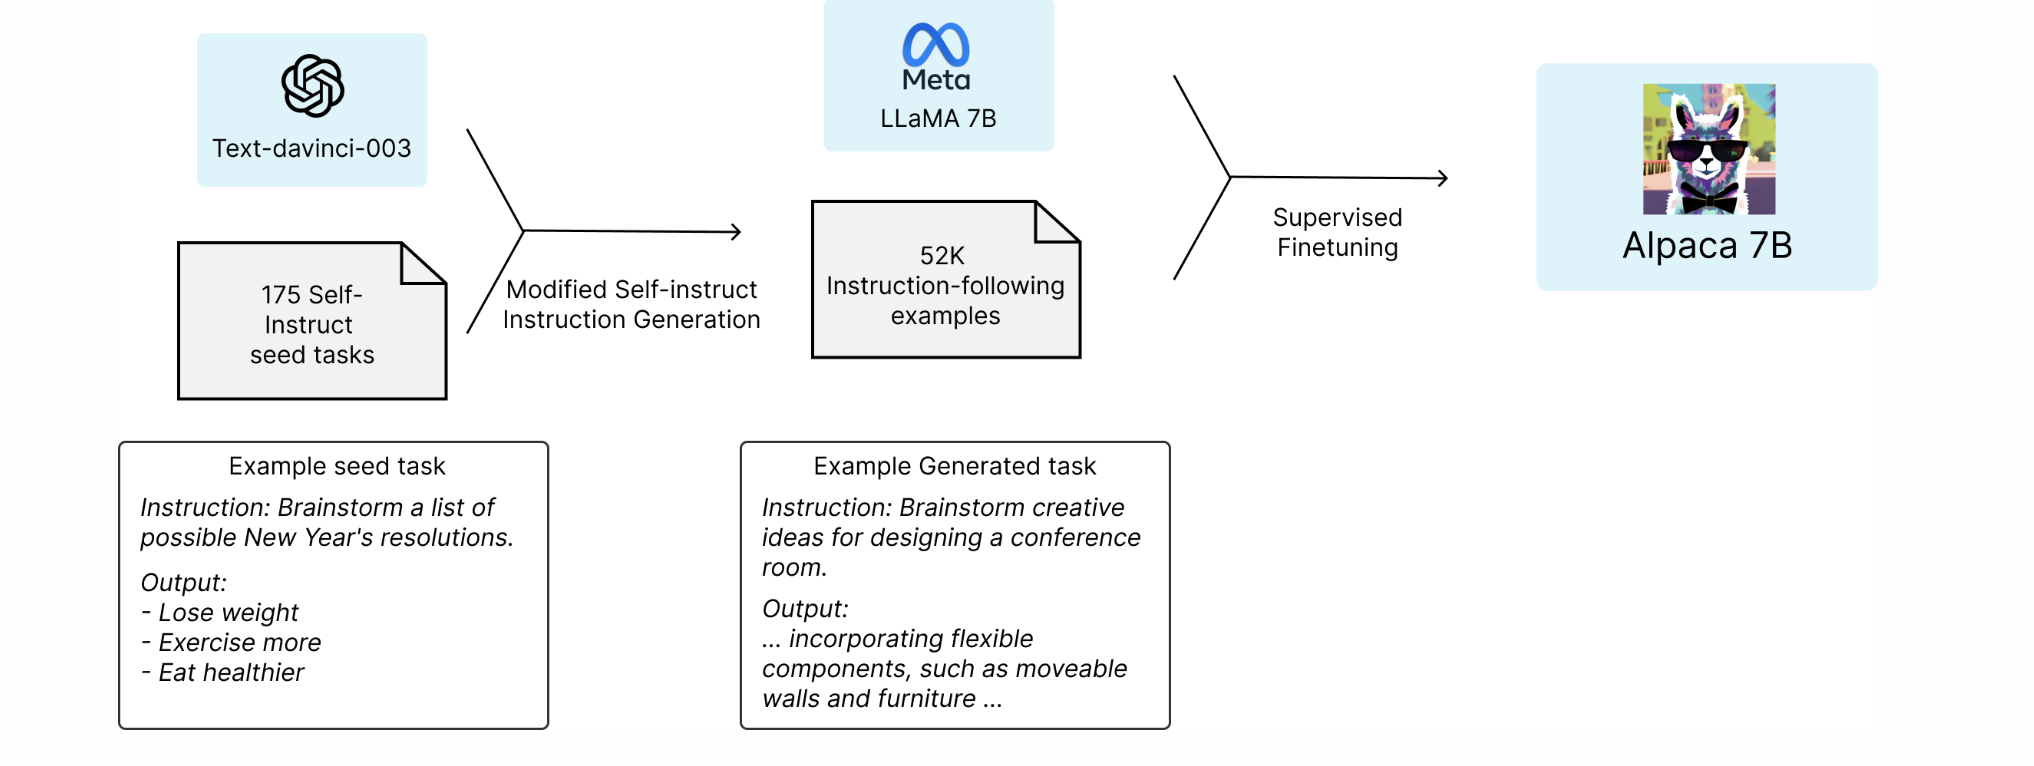 Text-davinci-003
175 Self-
Instruct
seed tasks
Modified Self-instruct
Instruction Generation
Meta
LLaMA 7B
52K
Instruction-following
examples
Supervised
Finetuning
Alpaca 7B
Example seed task
Instruction: Brainstorm a list of
possible New Year's resolutions.
Output:
- Lose weight
- Exercise more
- Eat healthier
Example Generated task
Instruction: Brainstorm creative
ideas for designing a conference
room.
Output:
... incorporating flexible
components, such as moveable
walls and furniture ...